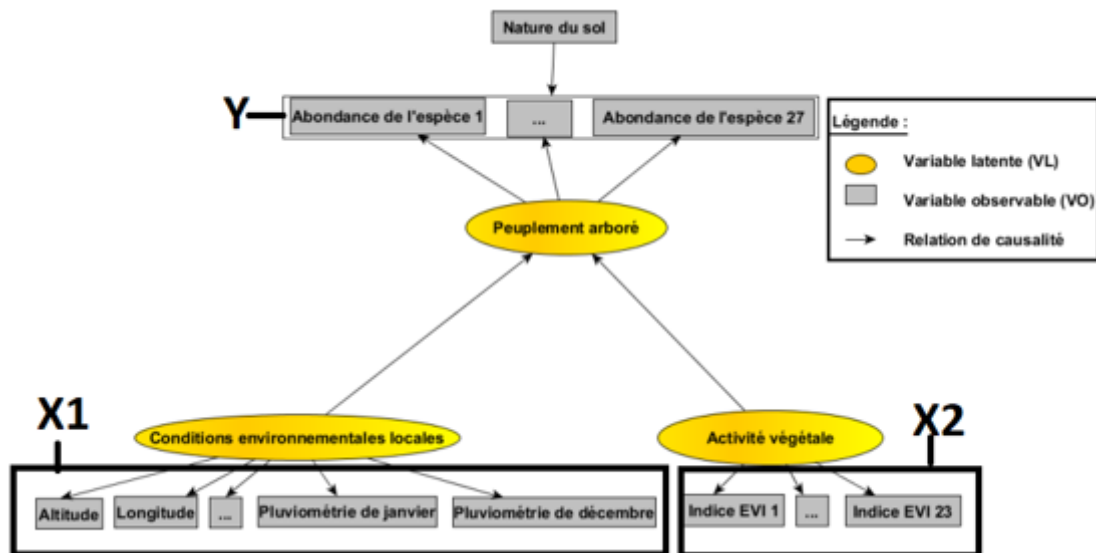 Nature du sol
Y
Abondance de l'espèce 1
...
Abondance de l'espèce 27
Légende :
Variable latente (VL)
Variable observable (VO)
Relation de causalité
Peuplement arboré
X1
Conditions environnementales locales
Activité végétale
X2
Altitude
Longitude
...
Pluviométrie de janvier
Pluviomètrie de décembre
Indice EVI 1
...
Indice EVI 23